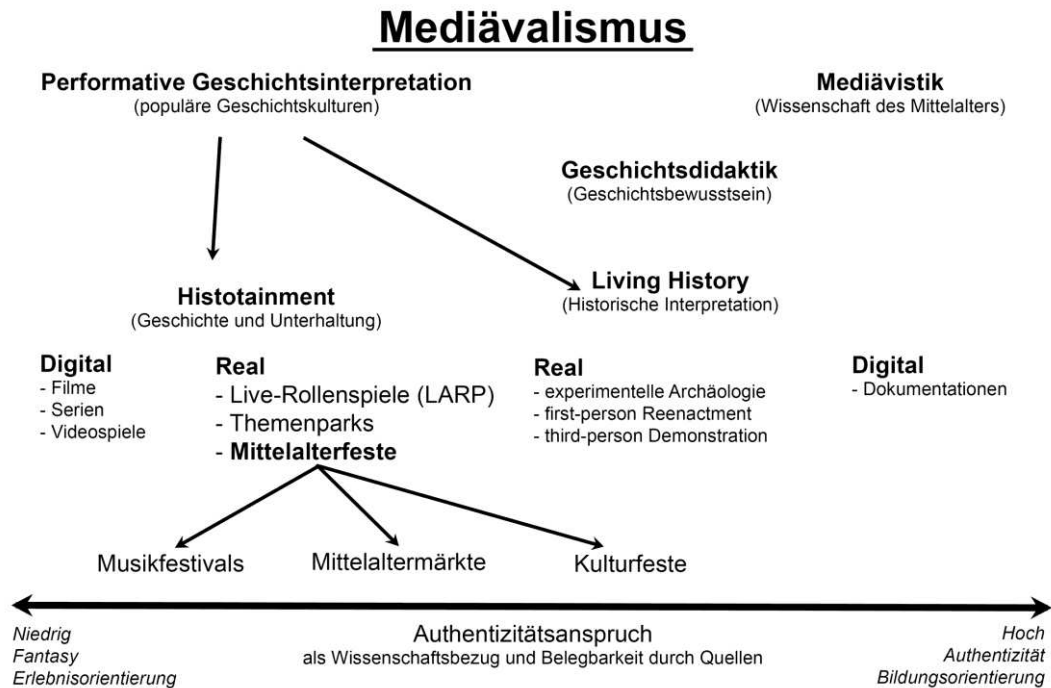 Mediävalismus
Performative Geschichtsinterpretation
(populäre Geschichtskulturen)
Mediävistik
(Wissenschaft des Mittelalters)
Geschichtsdidaktik
(Geschichtsbewusstsein)
Living History
(Historische Interpretation)
Histotainment
(Geschichte und Unterhaltung)
Digital
- Filme
- Serien
- Videospiele
Real
- Live-Rollenspiele (LARP)
- Themenparks
- Mittelalterfeste
Real
- experimentelle Archäologie
- first-person Reenactment
- third-person Demonstration
Digital
- Dokumentationen
Musikfestivals
Mittelaltermärkte
Kulturfeste
Niedrig
Fantasy
Erlebnisorientierung
Authentizitätsanspruch
als Wissenschaftsbezug und Belegbarkeit durch Quellen
Hoch
Authentizität
Bildungsorientierung